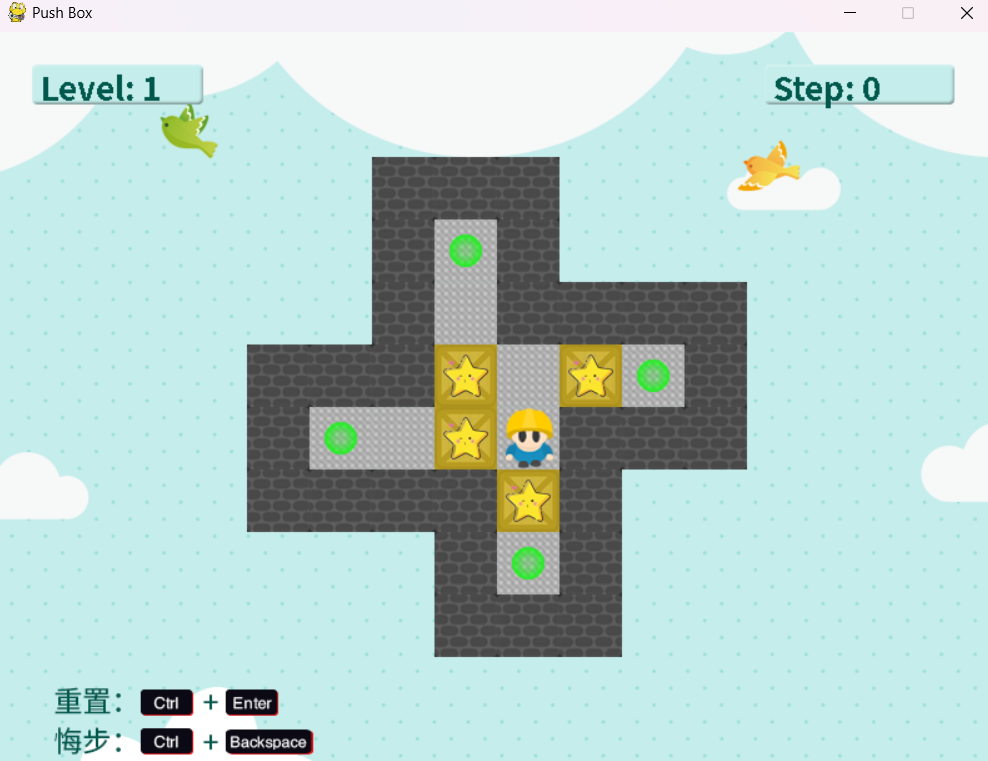 Push Box
Level: 1
Step: 0
重置： Ctrl + Enter
悔步： Ctrl + Backspace